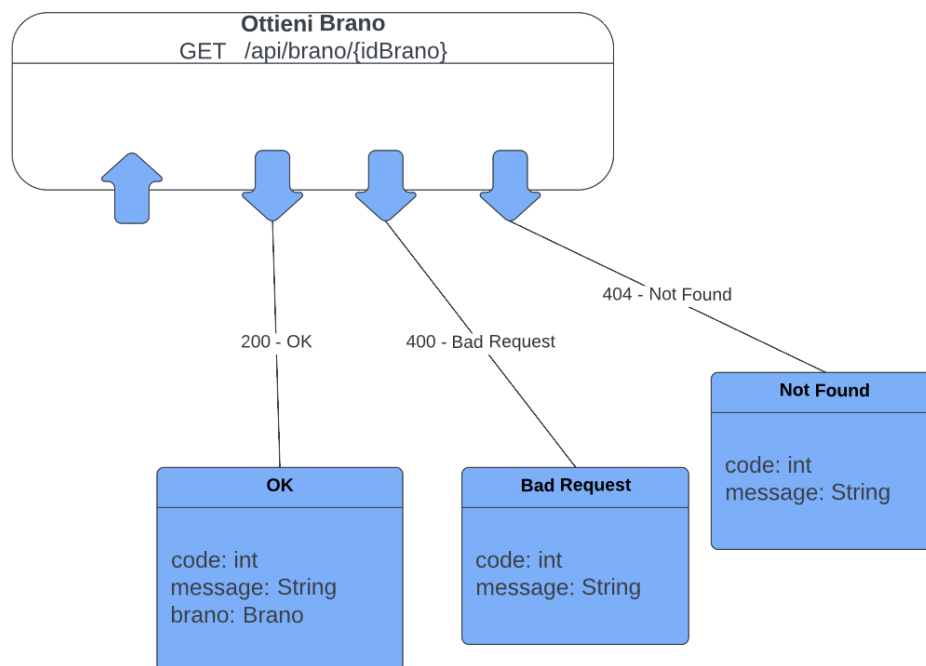 Ottieni Brano
GET /api/brano/{idBrano}
404 - Not Found
200 - OK
400 - Bad Request
Not Found
code: int
message: String
OK
code: int
message: String
brano: Brano
Bad Request
code: int
message: String